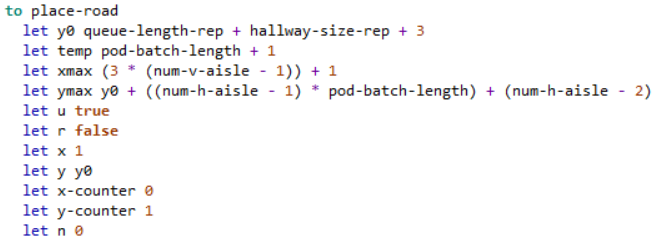 to place-road
let y0 queue-length-rep + hallway-size-rep + 3
let temp pod-batch-length + 1
let xmax (3 * (num-v-aisle - 1)) + 1
let ymax y0 + ((num-h-aisle - 1) * pod-batch-length) + (num-h-aisle - 2)
let u true
let r false
let x 1
let y y0
let x-counter 0
let y-counter 1
let n 0